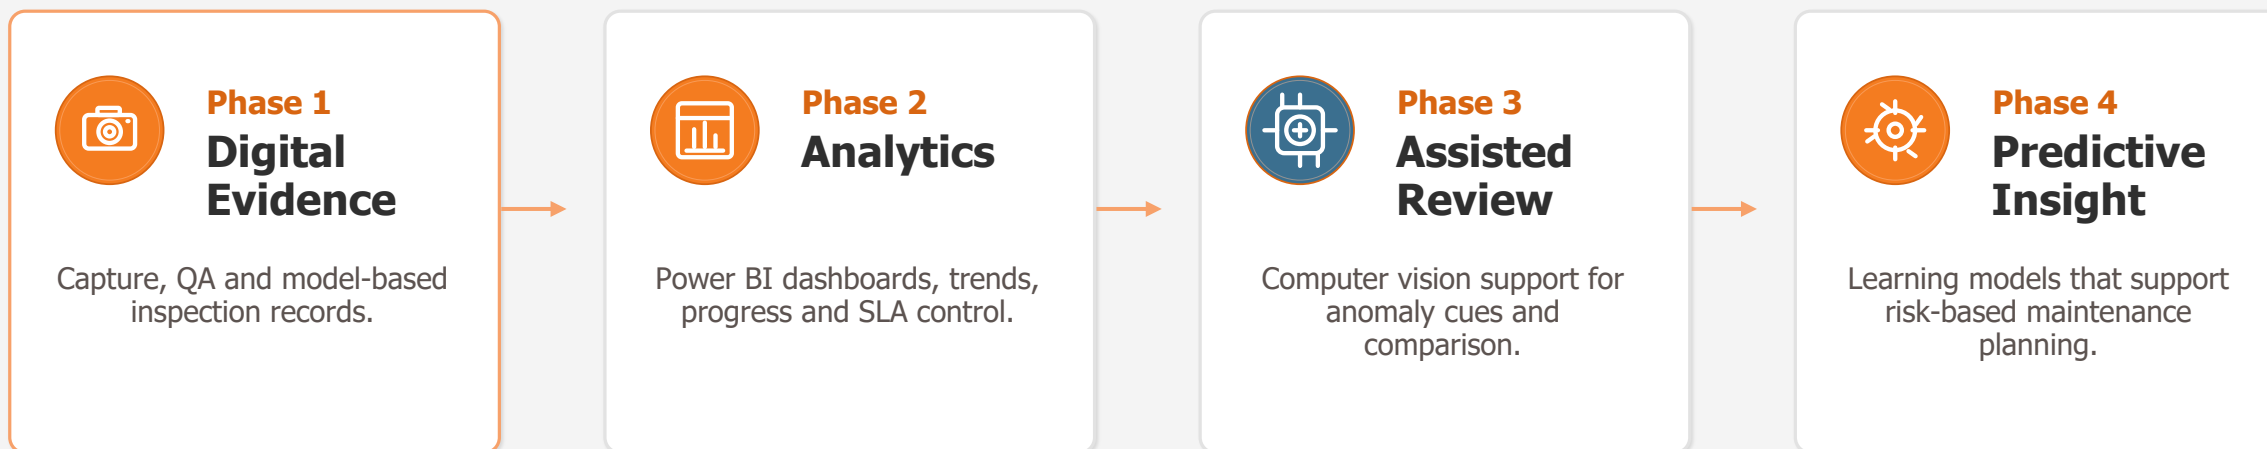 Phase 1
Digital
Evidence
Capture, QA and model-based
inspection records.
Phase 2
Analytics
Power BI dashboards, trends,
progress and SLA control.
Phase 3
Assisted
Review
Computer vision support for
anomaly cues and
comparison.
Phase 4
Predictive
Insight
Learning models that support
risk-based maintenance
planning.